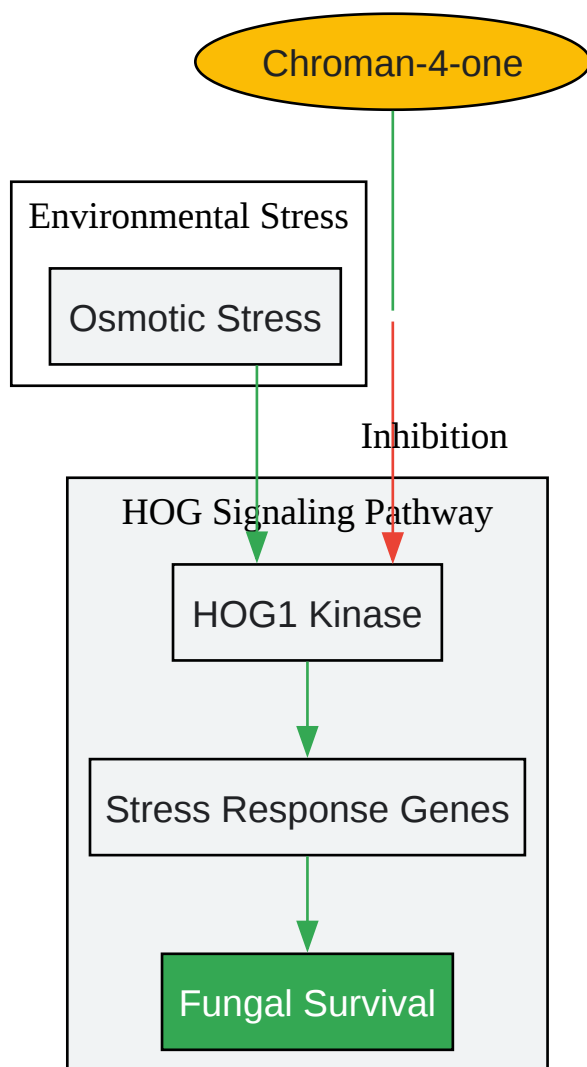 Chroman-4-one
Environmental Stress
Osmotic Stress
Inhibition
HOG Signaling Pathway
HOG1 Kinase
Stress Response Genes
Fungal Survival